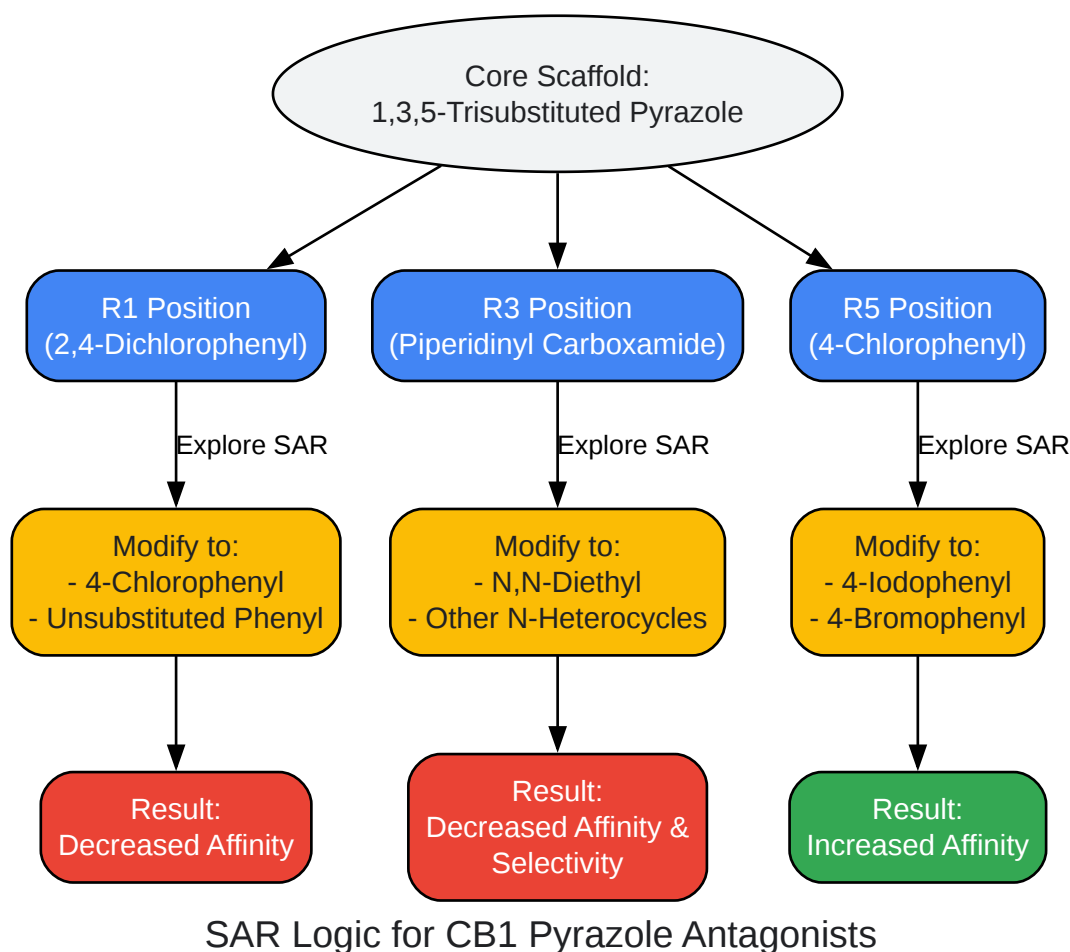 Core Scaffold:
1,3,5-Trisubstituted Pyrazole
R1 Position
(2,4-Dichlorophenyl)
R3 Position
(Piperidinyl Carboxamide)
R5 Position
(4-Chlorophenyl)
Explore SAR
Explore SAR
Explore SAR
Modify to:
- 4-Chlorophenyl
- Unsubstituted Phenyl
Modify to:
- N,N-Diethyl
- Other N-Heterocycles
Modify to:
- 4-Iodophenyl
- 4-Bromophenyl
Result:
Decreased Affinity
Result:
Decreased Affinity &
Selectivity
Result:
Increased Affinity
SAR Logic for CB1 Pyrazole Antagonists